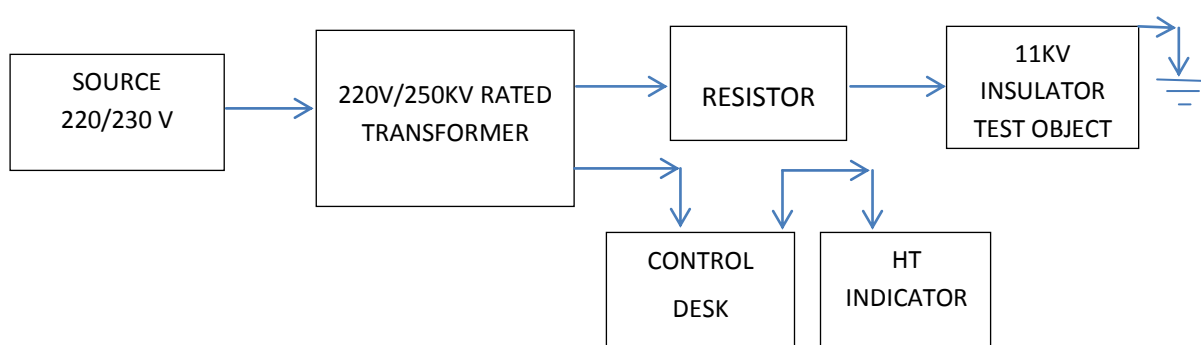 SOURCE
220/230 V
220V/250KV RATED
TRANSFORMER
RESISTOR
11KV
INSULATOR
TEST OBJECT
CONTROL
DESK
HT
INDICATOR